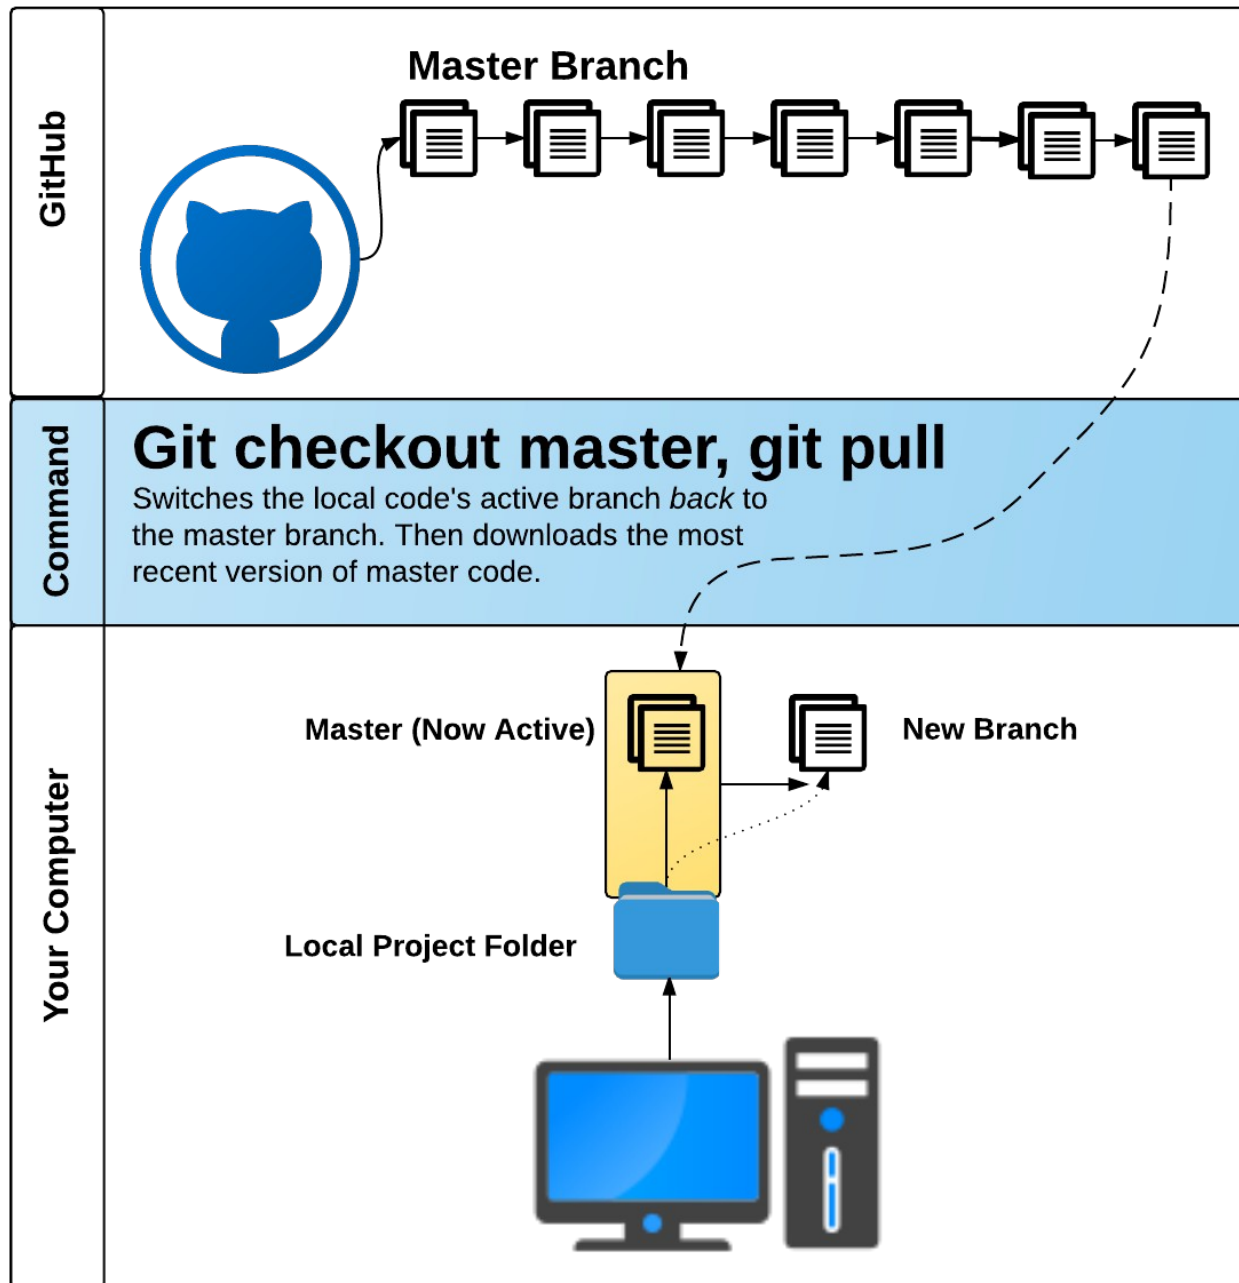 GitHub
Master Branch
Command
Git checkout master, git pull
Switches the local code's active branch back to
the master branch. Then downloads the most
recent version of master code.
Your Computer
Master (Now Active)
New Branch
Local Project Folder